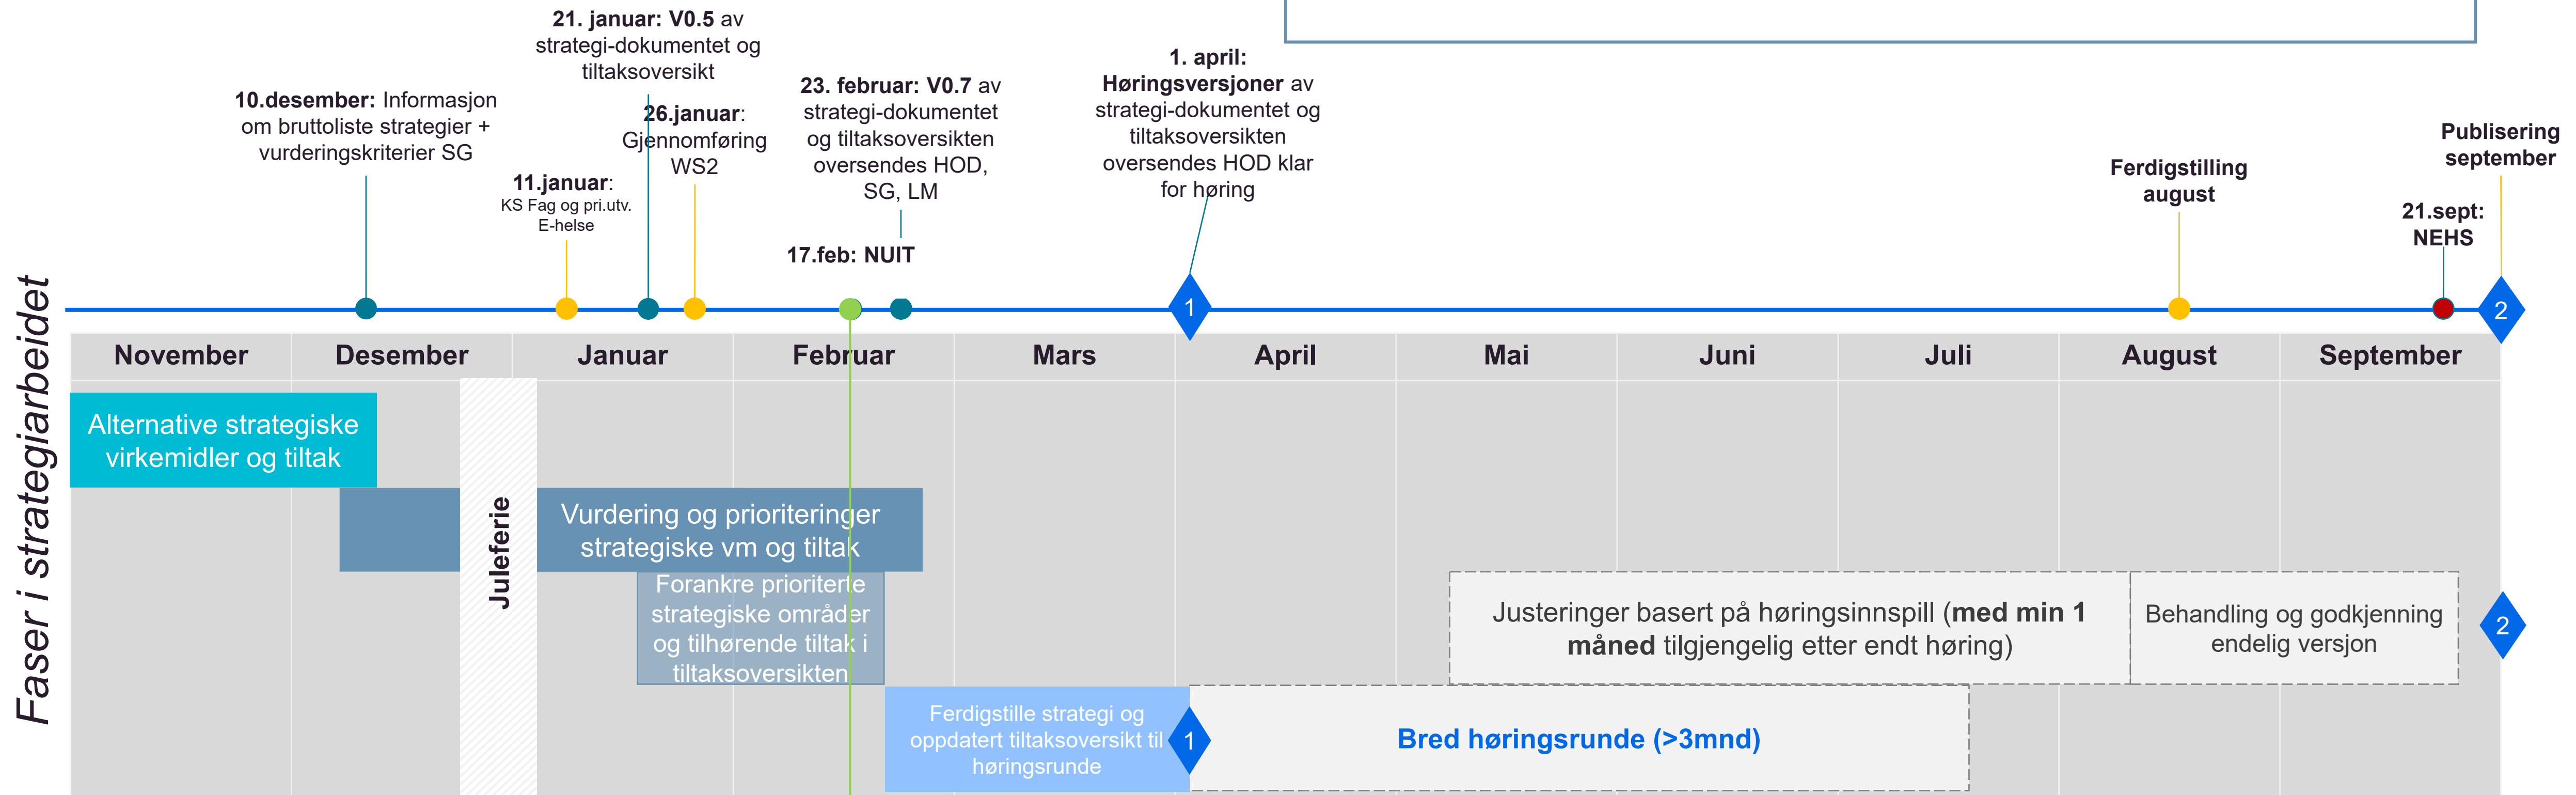 21. januar: V0.5 av
strategi-dokumentet og
tiltaksoversikt
10.desember: Informasjon
om bruttoliste strategier +
vurderingskriterier SG
11.januar:
KS Fag og pri.utv.
E-helse
26.januar:
Gjennomføring
WS2
23. februar: V0.7 av
strategi-dokumentet
og tiltaksoversikten
oversendes HOD,
SG, LM
17.feb: NUIT
1. april:
Høringsversjoner av
strategi-dokumentet og
tiltaksoversikten
oversendes HOD klar
for høring
Ferdigstilling
august
21.sept:
NEHS
Publisering
september
1
2
Faser i strategiarbeidet
November
Desember
Januar
Februar
Mars
April
Mai
Juni
Juli
August
September
Alternative strategiske
virkemidler og tiltak
Juleferie
Vurdering og prioriteringer
strategiske vm og tiltak
Forankre prioriterte
strategiske områder
og tilhørende tiltak i
tiltaksoversikten
Justeringer basert på høringsinnspill (med min 1
måned tilgjengelig etter endt høring)
Behandling og godkjenning
endelig versjon
2
Ferdigstille strategi og
oppdatert tiltaksoversikt til
høringsrunde
1
Bred høringsrunde (>3mnd)